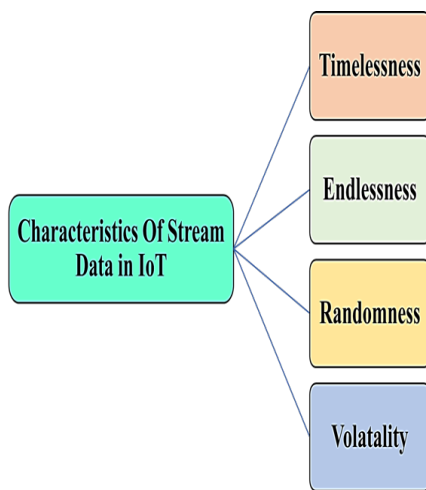 Timelessness
Endlessness
Characteristics Of Stream
Data in IoT
Randomness
Volatality